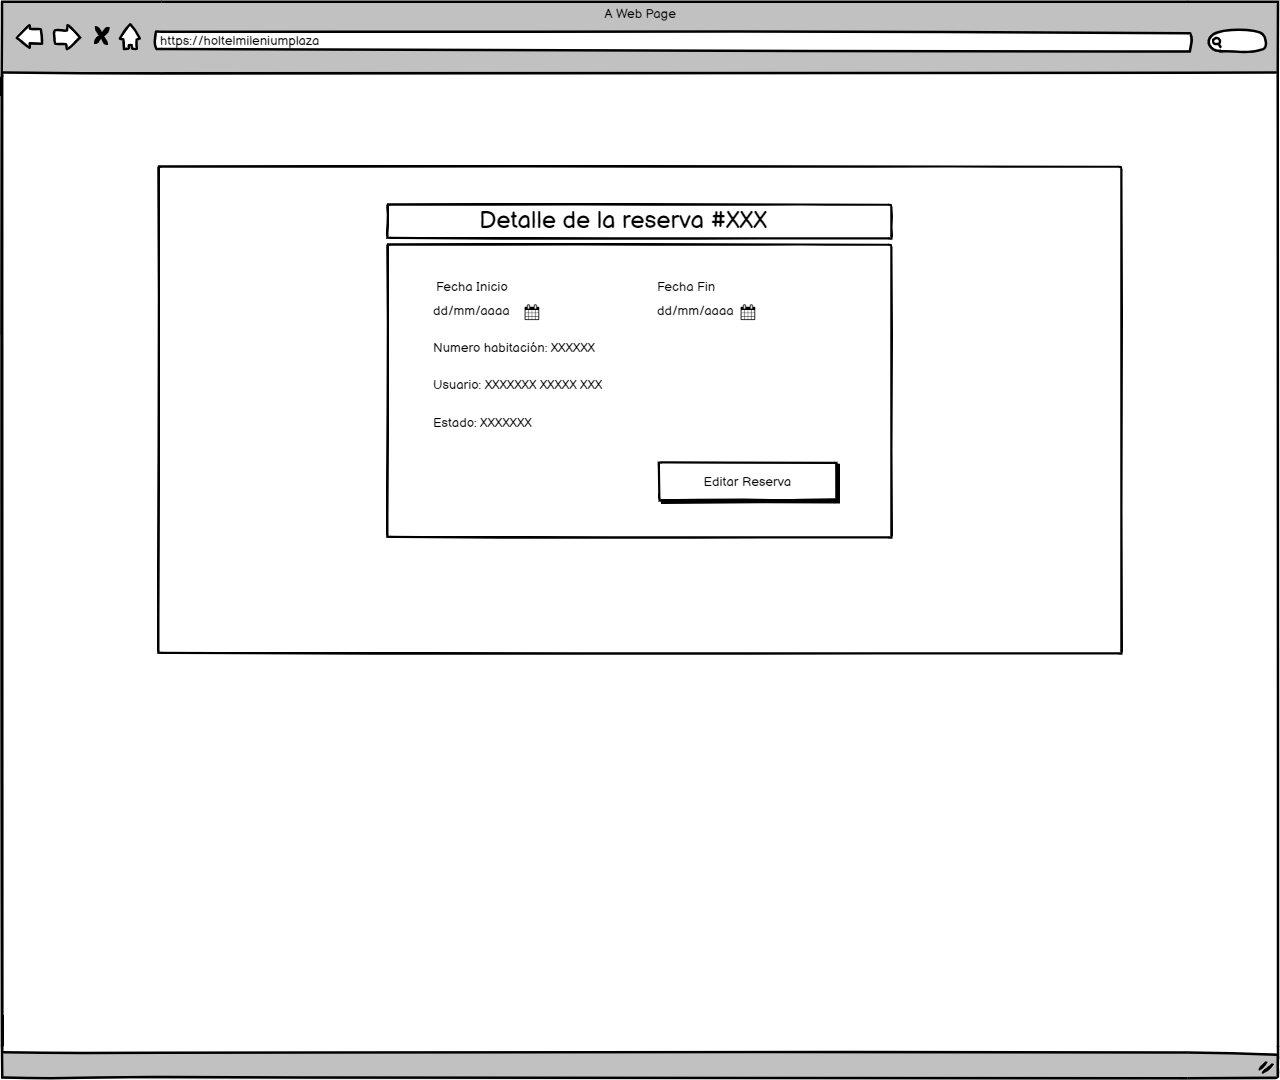 A Web Page
https://holtelmileniumplaza
Detalle de la reserva #XXX
Fecha Inicio Fecha Fin
dd/mm/aaaa dd/mm/aaaa
Numero habitación: XXXXXX
Usuario: XXXXXXX XXXXX XXX
Estado: XXXXXXX
Editar Reserva